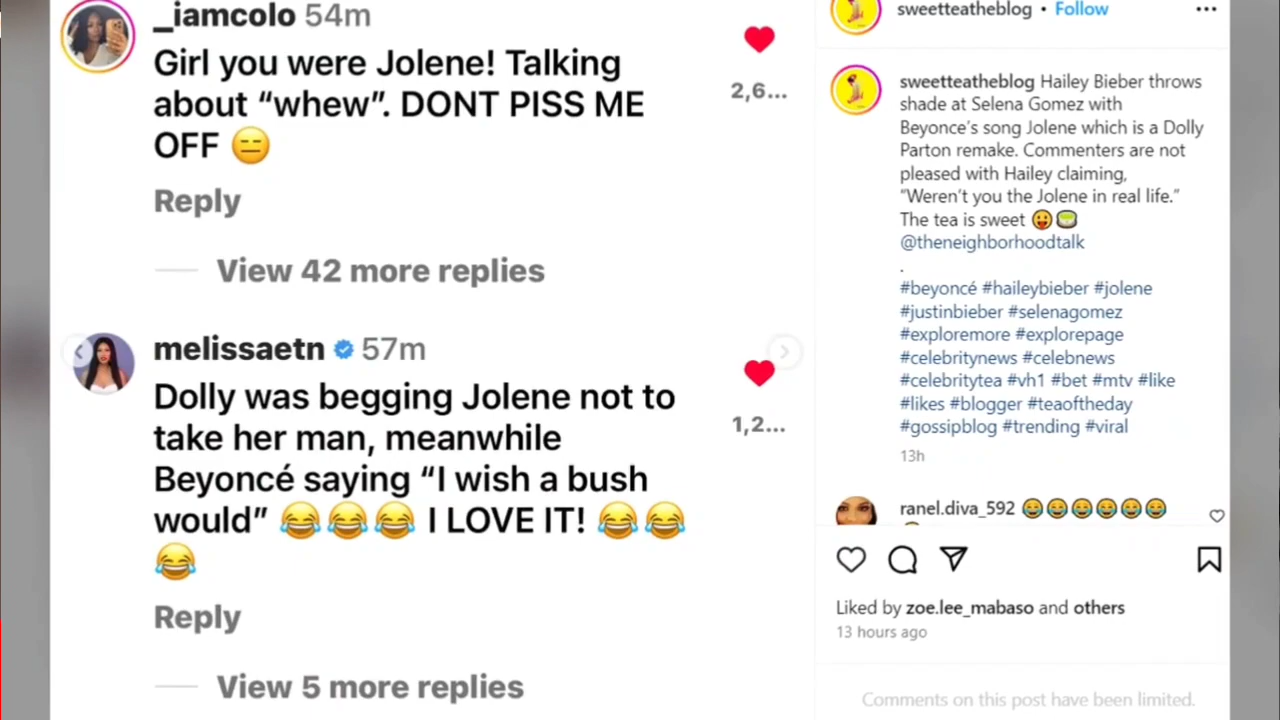 _iamcolo 54m
Girl you were Jolene! Talking
about “whew”. DONT PISS ME
OFF 😑
2,6...
Reply
View 42 more replies
melissaetn 57m
Dolly was begging Jolene not to
take her man, meanwhile
Beyoncé saying “I wish a bush
would” 😂😂😂 I LOVE IT! 😂😂
😂
1,2...
Reply
View 5 more replies
sweetteatheblog • Follow
sweetteatheblog Hailey Bieber throws
shade at Selena Gomez with
Beyonce’s song Jolene which is a Dolly
Parton remake. Commenters are not
pleased with Hailey claiming,
“Weren’t you the Jolene in real life.”
The tea is sweet 😛🍵
@theneighborhoodtalk
.
#beyoncé #haileybieber #jolene
#justinbieber #selenagomez
#exploremore #explorepage
#celebritynews #celebnews
#celebritytea #vh1 #bet #mtv #like
#likes #blogger #teaoftheday
#gossipblog #trending #viral
13h
ranel.diva_592 😂😂😂😂😂😂
Liked by zoe.lee_mabaso and others
13 hours ago
Comments on this post have been limited.